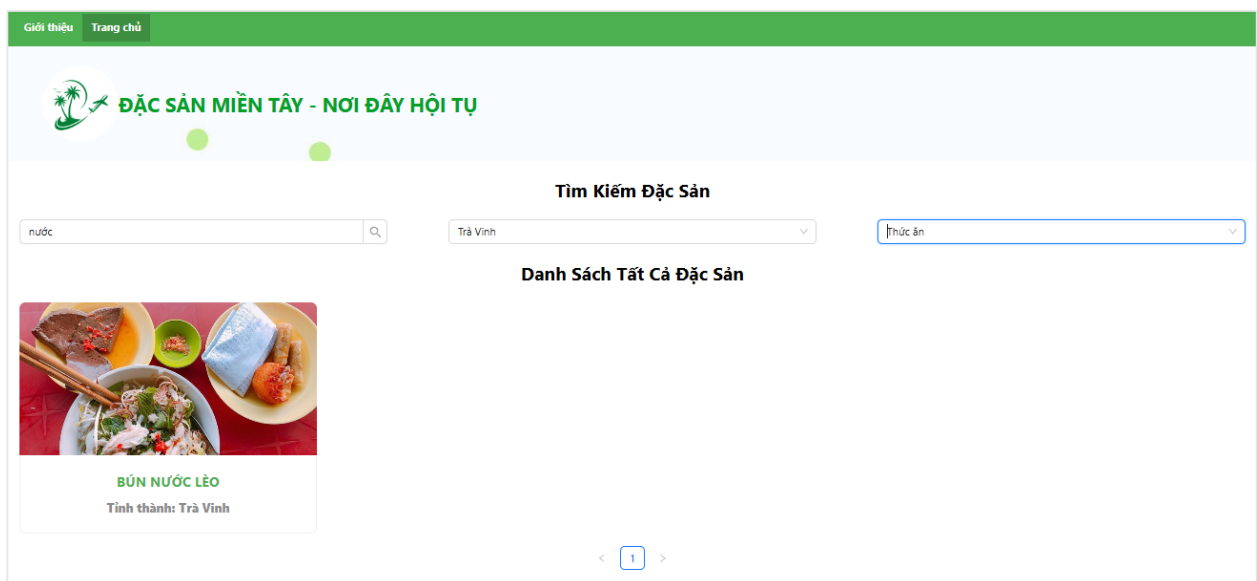 Giới thiệu Trang chủ
ĐẶC SẢN MIỀN TÂY - NƠI ĐÂY HỘI TỤ
Tìm Kiếm Đặc Sản
nước
Trà Vinh
Thức ăn
Danh Sách Tất Cả Đặc Sản
BÚN NƯỚC LÈO
Tỉnh thành: Trà Vinh
< 1 >